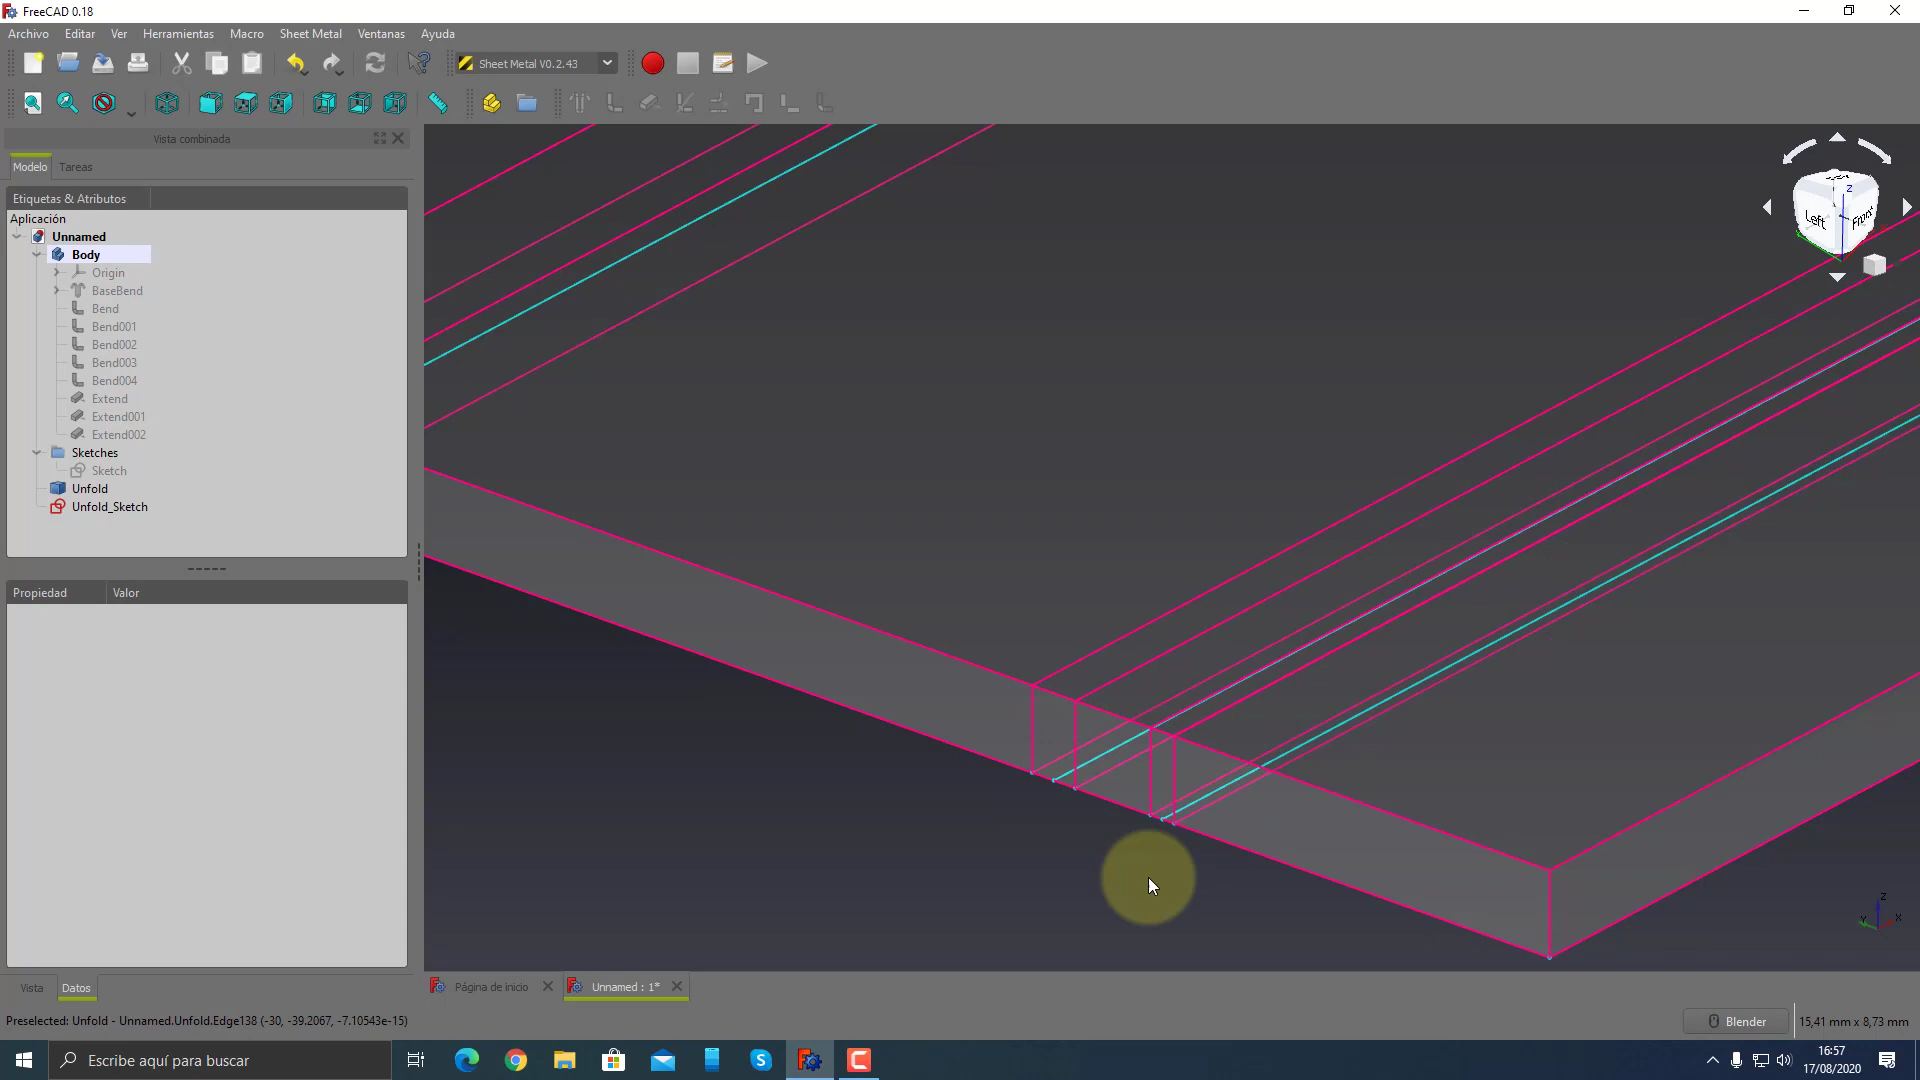 FreeCAD 0.18
Archivo Editar Ver Herramientas Macro Sheet Metal Ventanas Ayuda
Sheet Metal V0.2.43
Vista combinada
Modelo Tareas
Etiquetas & Atributos
Aplicación
Unnamed
Body
Origin
BaseBend
Bend
Bend001
Bend002
Bend003
Bend004
Extend
Extend001
Extend002
Sketches
Sketch
Unfold
Unfold_Sketch
Propiedad Valor
Vista Datos
Left Front
Z
Z
Y X
Página de inicio Unnamed : 1*
Preselected: Unfold - Unnamed.Unfold.Edge138 (-30, -39.2067, -7.10543e-15)
Blender 15,41 mm x 8,73 mm
Escribe aquí para buscar
16:57
17/08/2020